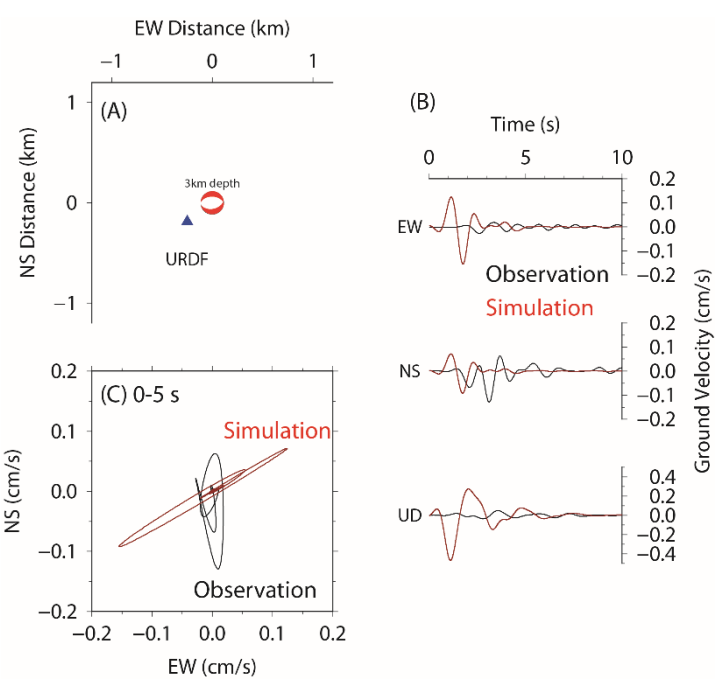 EW Distance (km)
−1 0 1
(A)
1
0
−1
NS Distance (km)
3km depth
URDF
(B)
Time (s)
0 5 10
EW
0.2
0.1
0.0
−0.1
−0.2
Observation
Simulation
NS
0.2
0.1
0.0
−0.1
−0.2
UD
0.4
0.2
0.0
−0.2
−0.4
Ground Velocity (cm/s)
(C) 0-5 s
Simulation
Observation
0.2
0.1
0.0
−0.1
−0.2
NS (cm/s)
−0.2 −0.1 0.0 0.1 0.2
EW (cm/s)